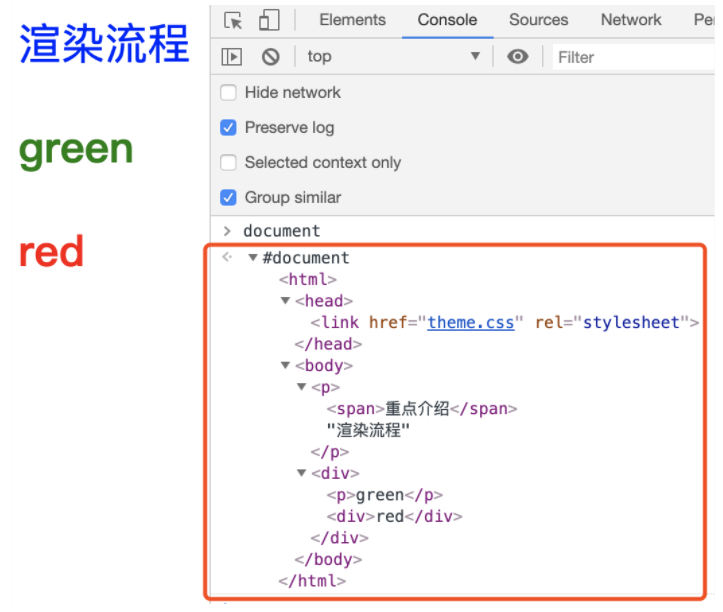 渲染流程
green
red
Elements Console Sources Network Pe
top Filter
Hide network
Preserve log
Selected context only
Group similar
> document
#document
<html>
<head>
<link href="theme.css" rel="stylesheet">
</head>
<body>
<p>
<span>重点介绍</span>
"渲染流程"
</p>
<div>
<p>green</p>
<div>red</div>
</div>
</body>
</html>